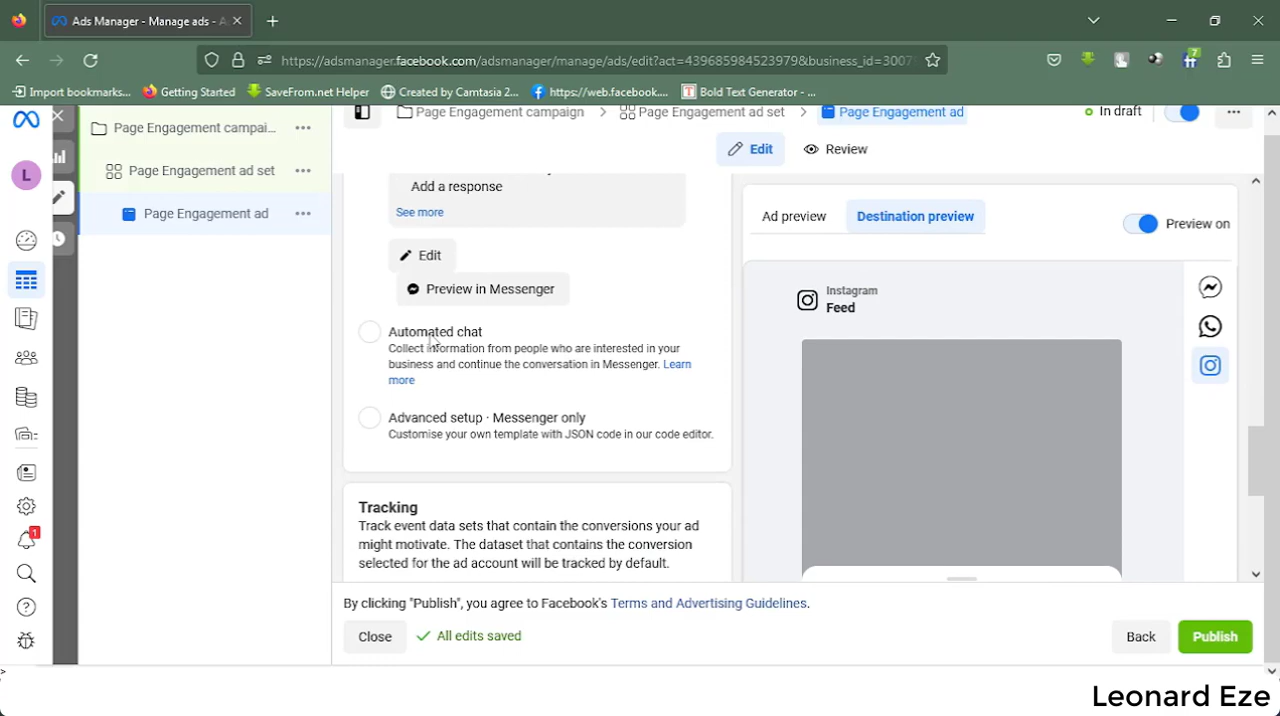 Ads Manager - Manage ads - A
https://adsmanager.facebook.com/adsmanager/manage/ads/edit?act=439685984523979&business_id=3007
7
Import bookmarks...
Getting Started
SaveFrom.net Helper
Created by Camtasia 2...
https://web.facebook....
Bold Text Generator - ...
Page Engagement campai...
Page Engagement ad set
Page Engagement ad
L
1
Page Engagement campaign
Page Engagement ad set
Page Engagement ad
In draft
Edit
Review
Add a response
See more
Edit
Preview in Messenger
Automated chat
Collect information from people who are interested in your
business and continue the conversation in Messenger. Learn
more
Advanced setup · Messenger only
Customise your own template with JSON code in our code editor.
Tracking
Track event data sets that contain the conversions your ad
might motivate. The dataset that contains the conversion
selected for the ad account will be tracked by default.
Ad preview
Destination preview
Preview on
Instagram
Feed
By clicking "Publish", you agree to Facebook's Terms and Advertising Guidelines.
Close
All edits saved
Back
Publish
Leonard Eze